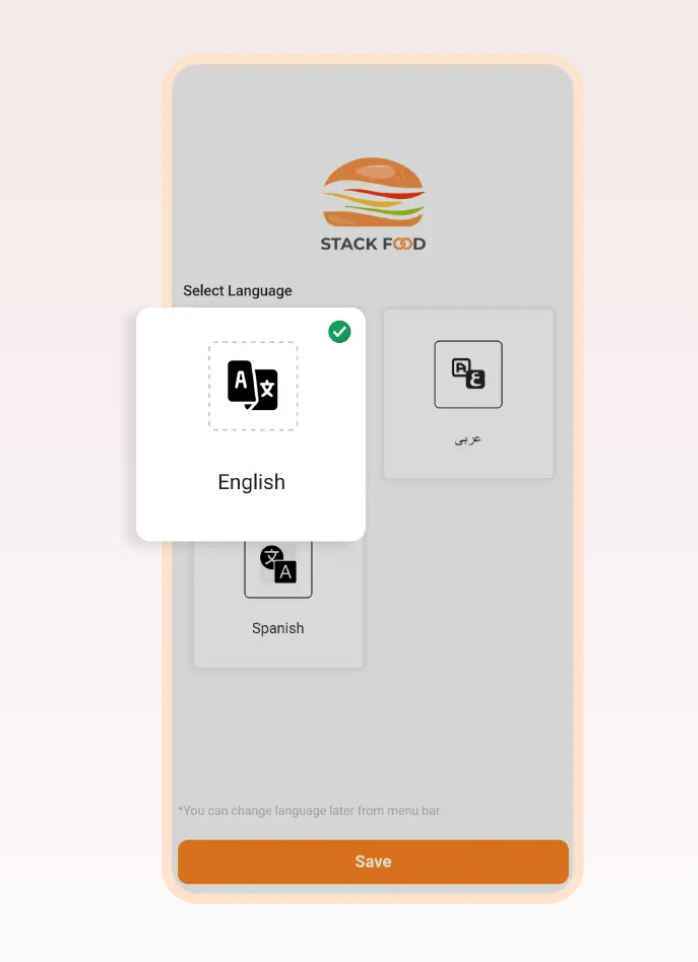 STACK FOOD
Select Language
English
عربى
Spanish
*You can change language later from menu bar
Save